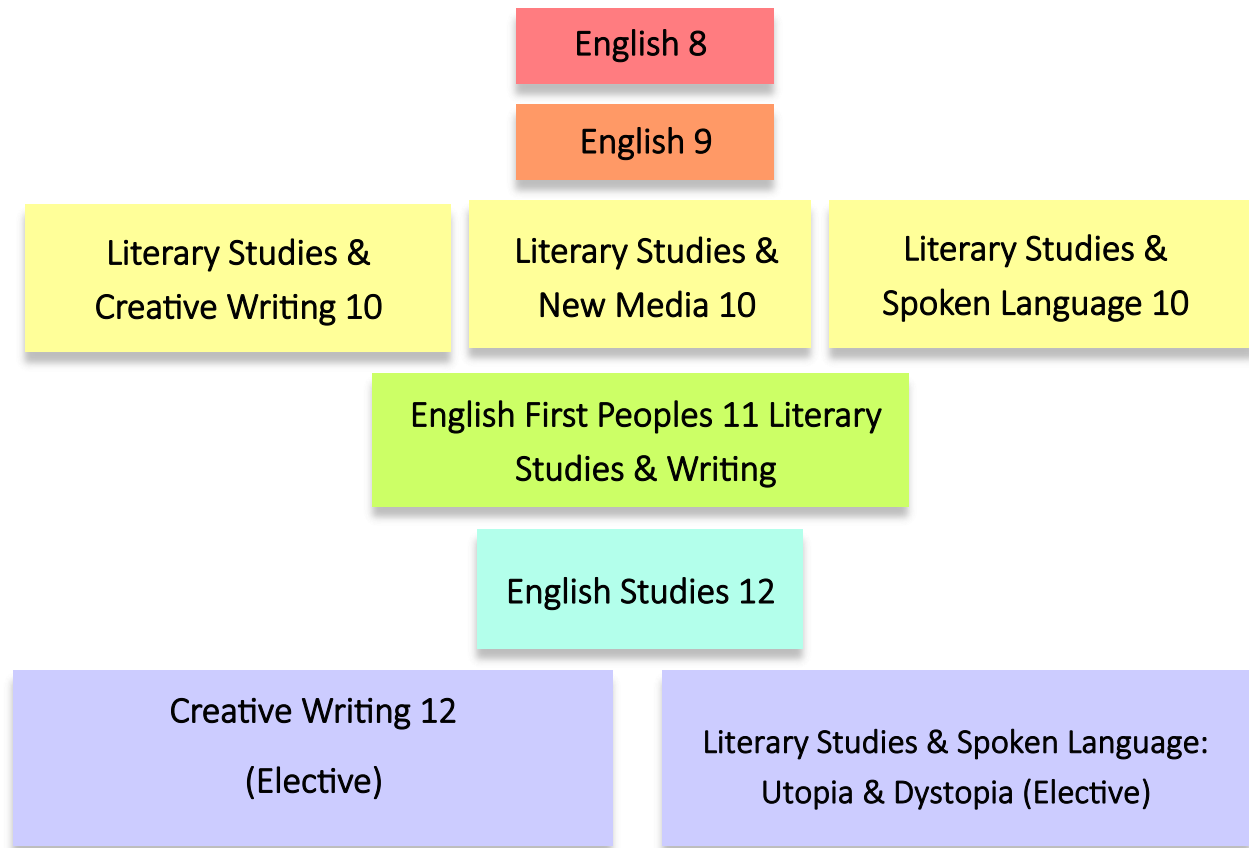 English 8
English 9
Literary Studies &
Creative Writing 10
Literary Studies &
New Media 10
Literary Studies &
Spoken Language 10
English First Peoples 11 Literary
Studies & Writing
English Studies 12
Creative Writing 12
(Elective)
Literary Studies & Spoken Language:
Utopia & Dystopia (Elective)